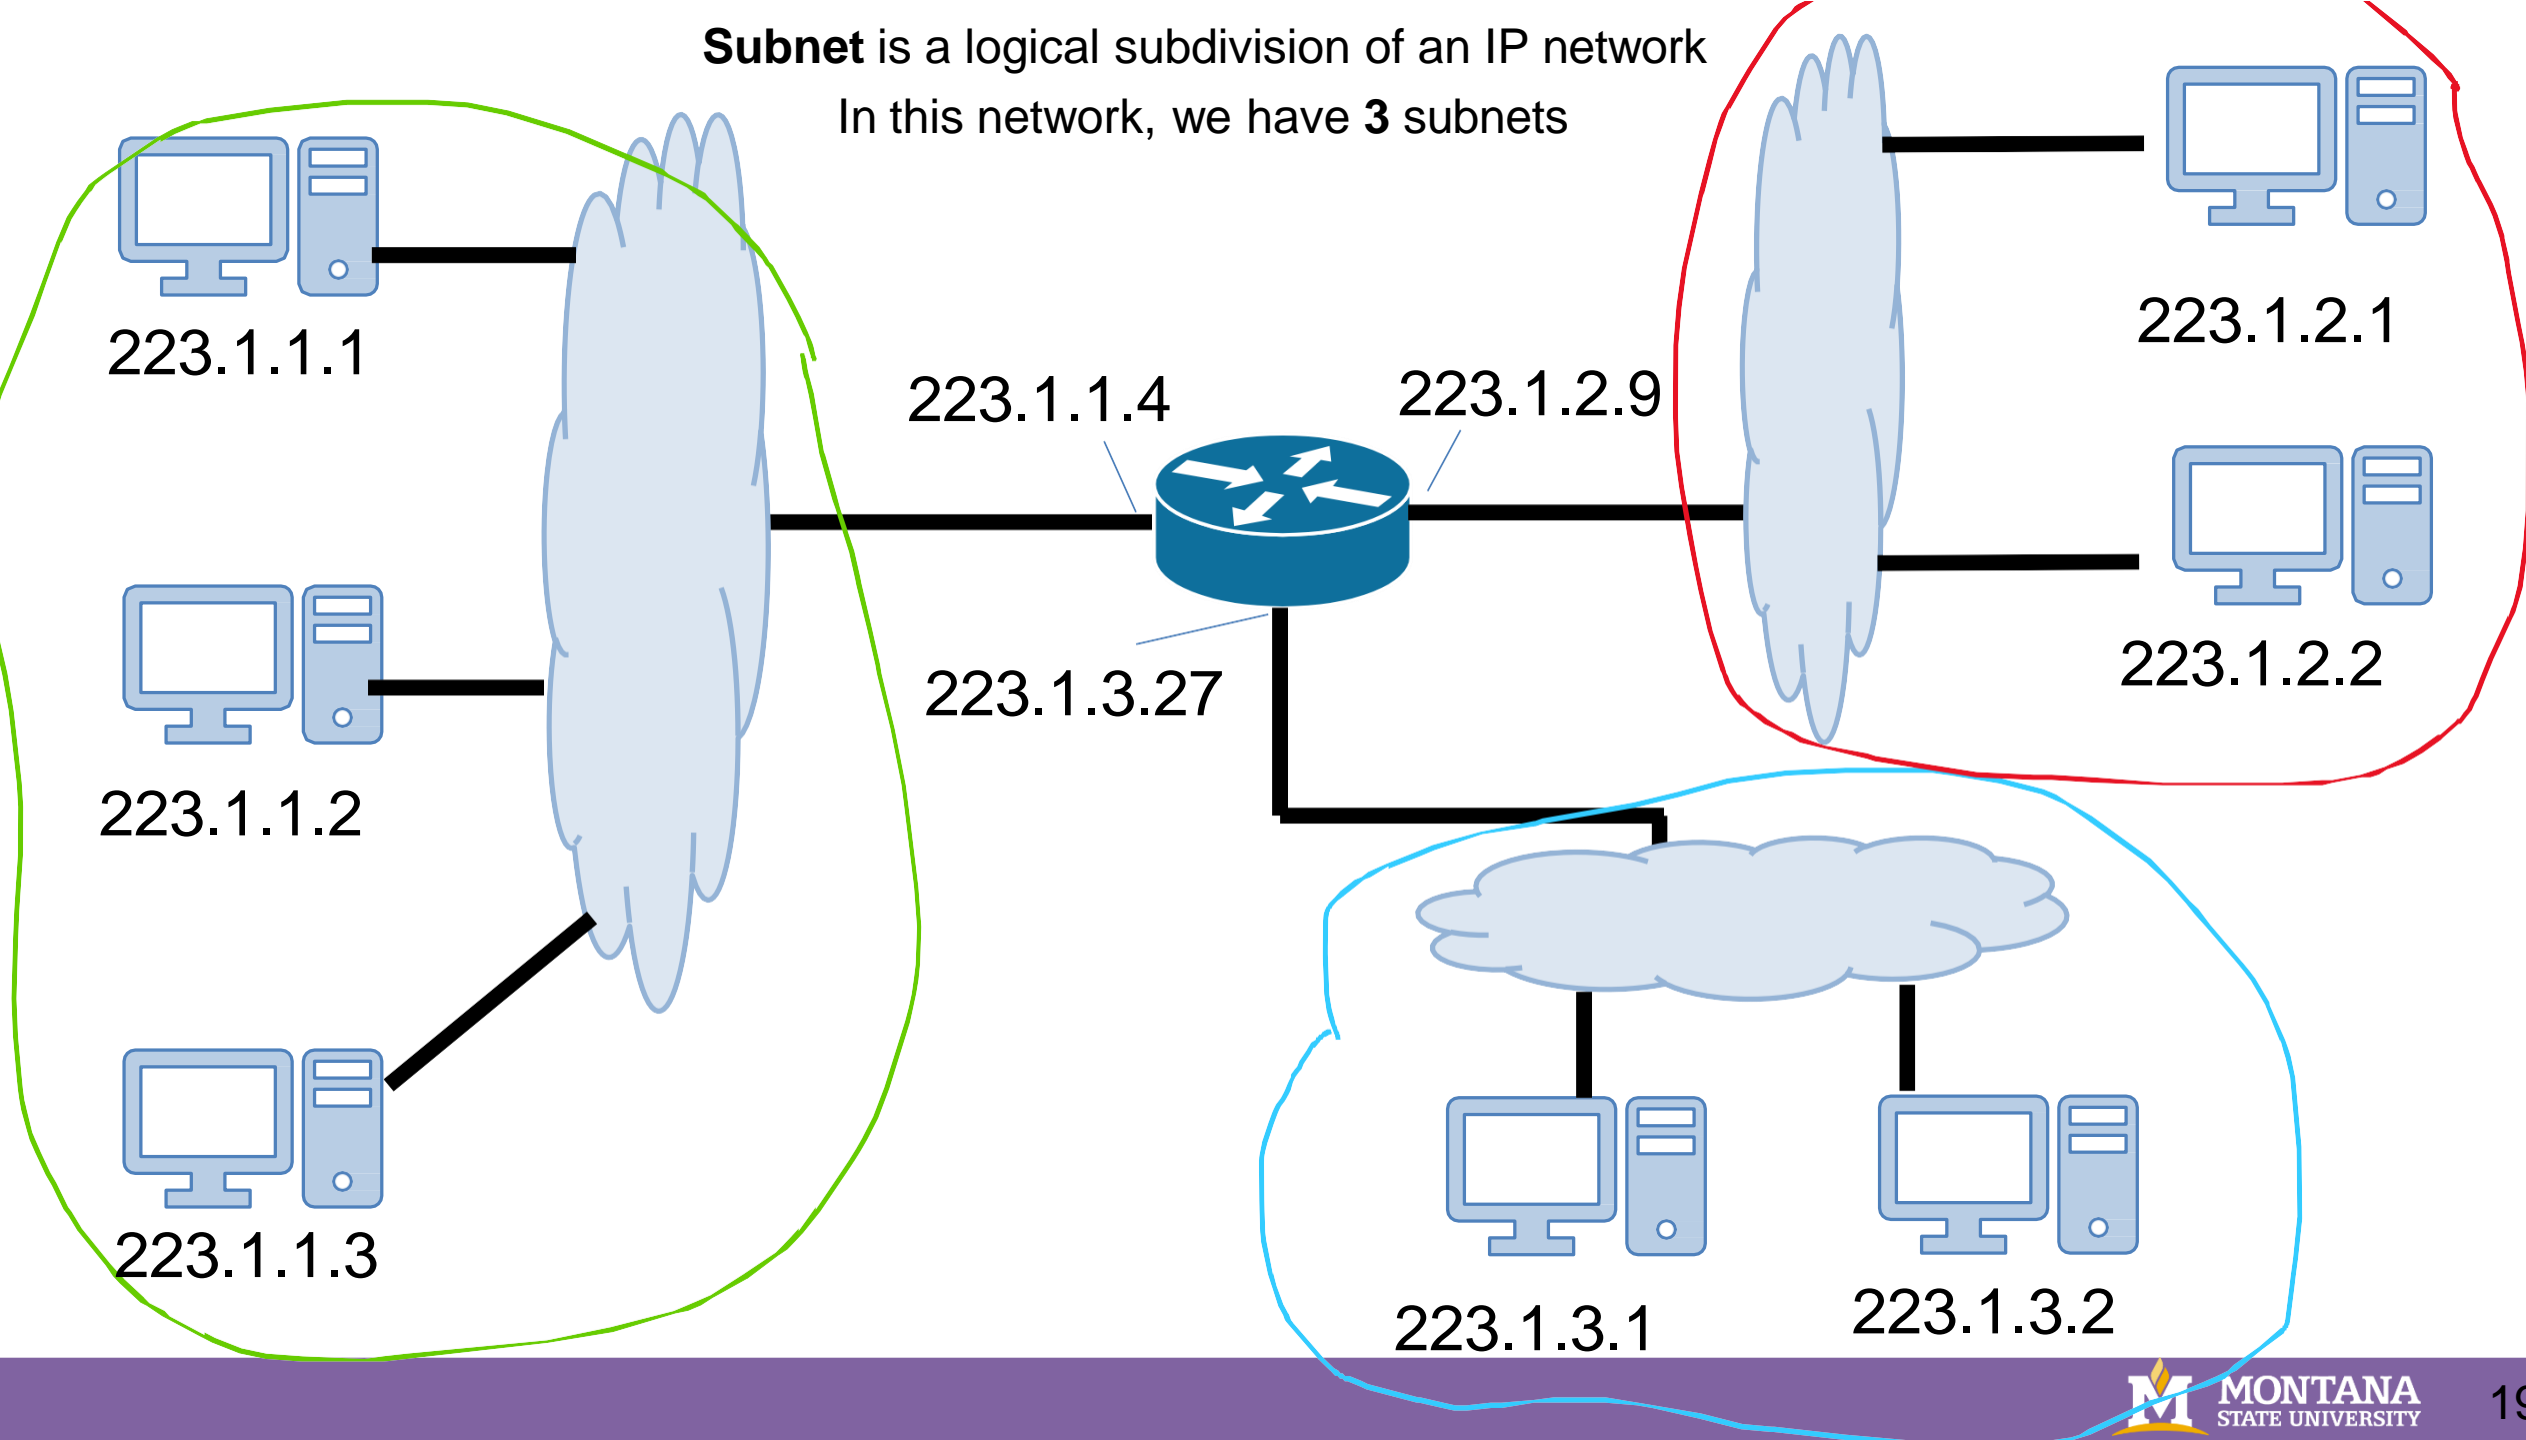 Subnet is a logical subdivision of an IP network
In this network, we have 3 subnets
223.1.1.1
223.1.2.1
223.1.1.4
223.1.2.9
223.1.3.27
223.1.2.2
223.1.1.2
223.1.1.3
223.1.3.1
223.1.3.2
MONTANA
STATE UNIVERSITY
19